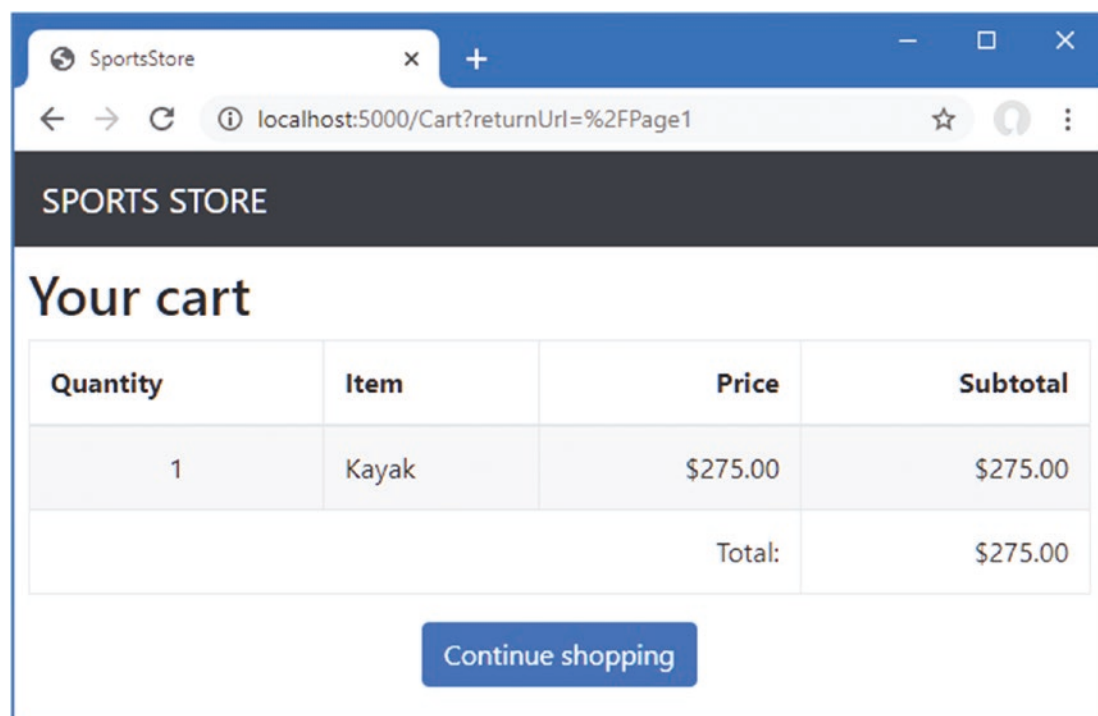 SportsStore
localhost:5000/Cart?returnUrl=%2FPage1
SPORTS STORE
Your cart
Quantity Item Price Subtotal
1 Kayak $275.00 $275.00
Total: $275.00
Continue shopping